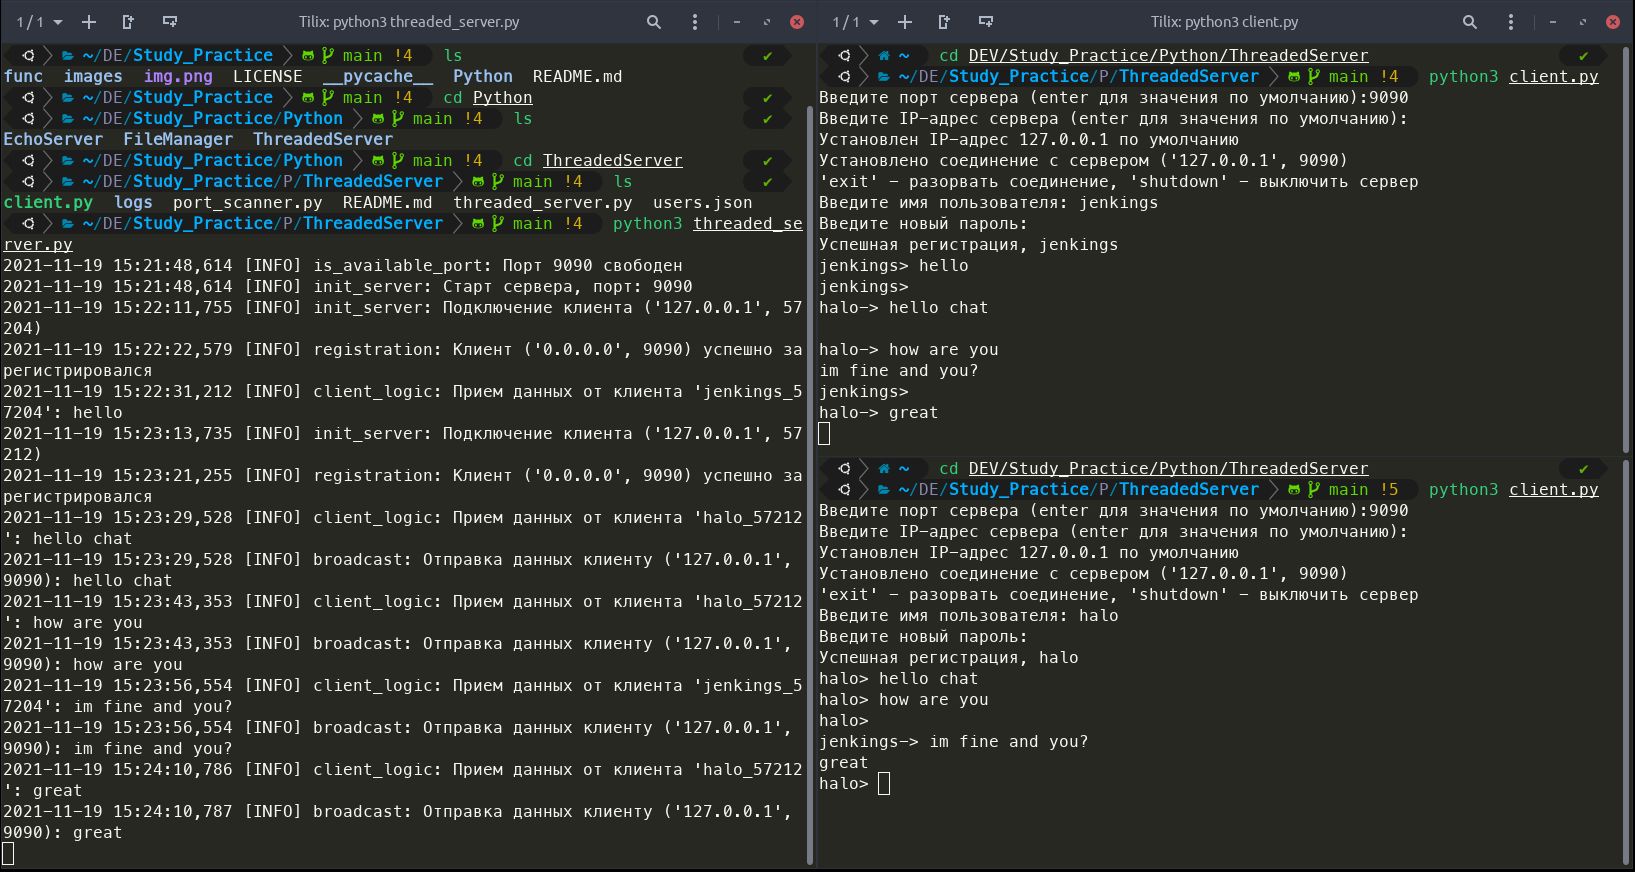 1 / 1
Tilix: python3 threaded_server.py
~/DE/Study_Practice main !4 ls ✔
func images img.png LICENSE __pycache__ Python README.md
~/DE/Study_Practice main !4 cd Python ✔
~/DE/Study_Practice/Python main !4 ls ✔
EchoServer FileManager ThreadedServer
~/DE/Study_Practice/Python main !4 cd ThreadedServer ✔
~/DE/Study_Practice/P/ThreadedServer main !4 ls ✔
client.py logs port_scanner.py README.md threaded_server.py users.json
~/DE/Study_Practice/P/ThreadedServer main !4 python3 threaded_se
rver.py
2021-11-19 15:21:48,614 [INFO] is_available_port: Порт 9090 свободен
2021-11-19 15:21:48,614 [INFO] init_server: Старт сервера, порт: 9090
2021-11-19 15:22:11,755 [INFO] init_server: Подключение клиента ('127.0.0.1', 57
204)
2021-11-19 15:22:22,579 [INFO] registration: Клиент ('0.0.0.0', 9090) успешно за
регистрировался
2021-11-19 15:22:31,212 [INFO] client_logic: Прием данных от клиента 'jenkings_5
7204': hello
2021-11-19 15:23:13,735 [INFO] init_server: Подключение клиента ('127.0.0.1', 57
212)
2021-11-19 15:23:21,255 [INFO] registration: Клиент ('0.0.0.0', 9090) успешно за
регистрировался
2021-11-19 15:23:29,528 [INFO] client_logic: Прием данных от клиента 'halo_57212
': hello chat
2021-11-19 15:23:29,528 [INFO] broadcast: Отправка данных клиенту ('127.0.0.1',
9090): hello chat
2021-11-19 15:23:43,353 [INFO] client_logic: Прием данных от клиента 'halo_57212
': how are you
2021-11-19 15:23:43,353 [INFO] broadcast: Отправка данных клиенту ('127.0.0.1',
9090): how are you
2021-11-19 15:23:56,554 [INFO] client_logic: Прием данных от клиента 'jenkings_5
7204': im fine and you?
2021-11-19 15:23:56,554 [INFO] broadcast: Отправка данных клиенту ('127.0.0.1',
9090): im fine and you?
2021-11-19 15:24:10,786 [INFO] client_logic: Прием данных от клиента 'halo_57212
': great
2021-11-19 15:24:10,787 [INFO] broadcast: Отправка данных клиенту ('127.0.0.1',
9090): great
1 / 1
Tilix: python3 client.py
~ cd DEV/Study_Practice/Python/ThreadedServer ✔
~/DE/Study_Practice/P/ThreadedServer main !4 python3 client.py
Введите порт сервера (enter для значения по умолчанию):9090
Введите IP-адрес сервера (enter для значения по умолчанию):
Установлен IP-адрес 127.0.0.1 по умолчанию
Установлено соединение с сервером ('127.0.0.1', 9090)
'exit' - разорвать соединение, 'shutdown' - выключить сервер
Введите имя пользователя: jenkings
Введите новый пароль:
Успешная регистрация, jenkings
jenkings> hello
jenkings>
halo-> hello chat
halo-> how are you
im fine and you?
jenkings>
halo-> great
~ cd DEV/Study_Practice/Python/ThreadedServer ✔
~/DE/Study_Practice/P/ThreadedServer main !5 python3 client.py
Введите порт сервера (enter для значения по умолчанию):9090
Введите IP-адрес сервера (enter для значения по умолчанию):
Установлен IP-адрес 127.0.0.1 по умолчанию
Установлено соединение с сервером ('127.0.0.1', 9090)
'exit' - разорвать соединение, 'shutdown' - выключить сервер
Введите имя пользователя: halo
Введите новый пароль:
Успешная регистрация, halo
halo> hello chat
halo> how are you
halo>
jenkings-> im fine and you?
great
halo>